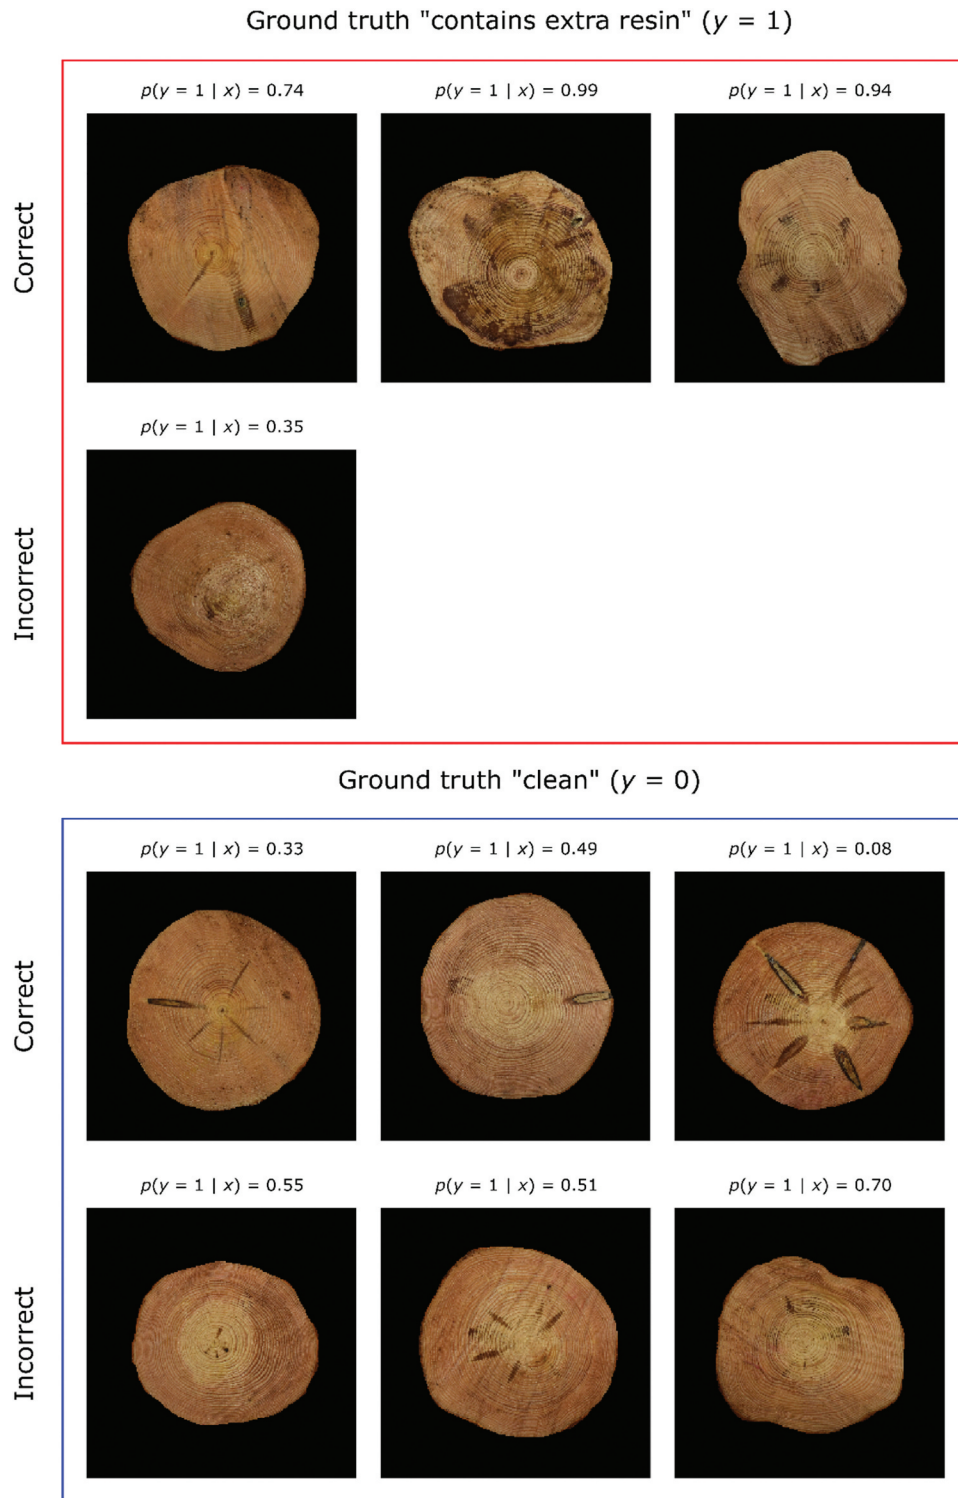 Ground truth "contains extra resin" (y = 1)
p(y = 1 | x) = 0.74
p(y = 1 | x) = 0.99
p(y = 1 | x) = 0.94
Correct
p(y = 1 | x) = 0.35
Incorrect
Ground truth "clean" (y = 0)
p(y = 1 | x) = 0.33
p(y = 1 | x) = 0.49
p(y = 1 | x) = 0.08
Correct
p(y = 1 | x) = 0.55
p(y = 1 | x) = 0.51
p(y = 1 | x) = 0.70
Incorrect